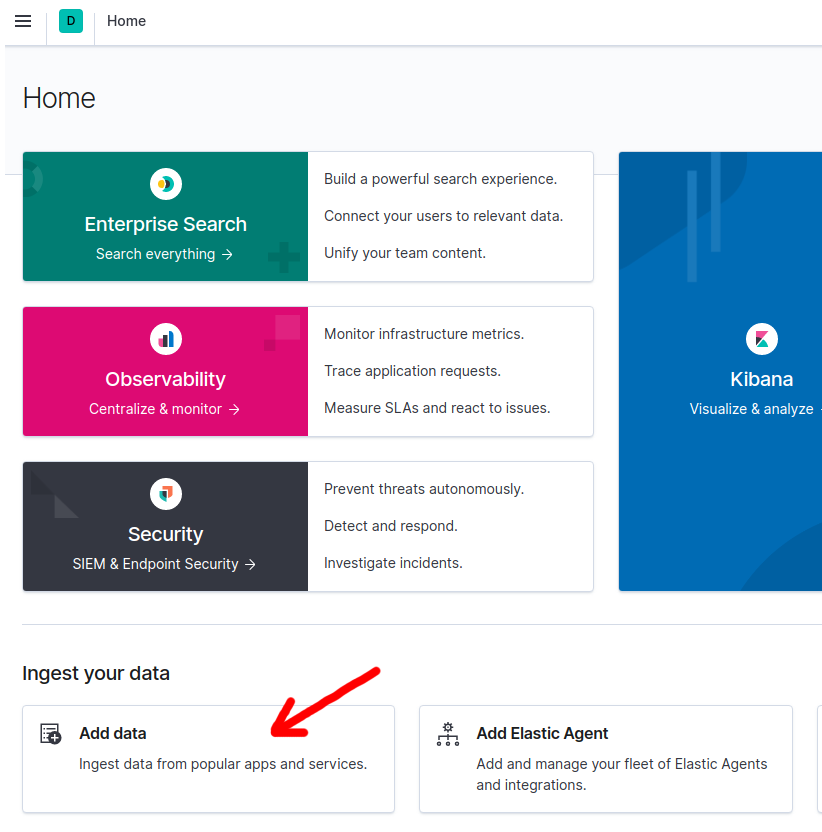 D Home
Home
Enterprise Search
Search everything →
Build a powerful search experience.
Connect your users to relevant data.
Unify your team content.
Observability
Centralize & monitor →
Monitor infrastructure metrics.
Trace application requests.
Measure SLAs and react to issues.
Security
SIEM & Endpoint Security →
Prevent threats autonomously.
Detect and respond.
Investigate incidents.
Kibana
Visualize & analyze
Ingest your data
Add data
Ingest data from popular apps and services.
Add Elastic Agent
Add and manage your fleet of Elastic Agents
and integrations.